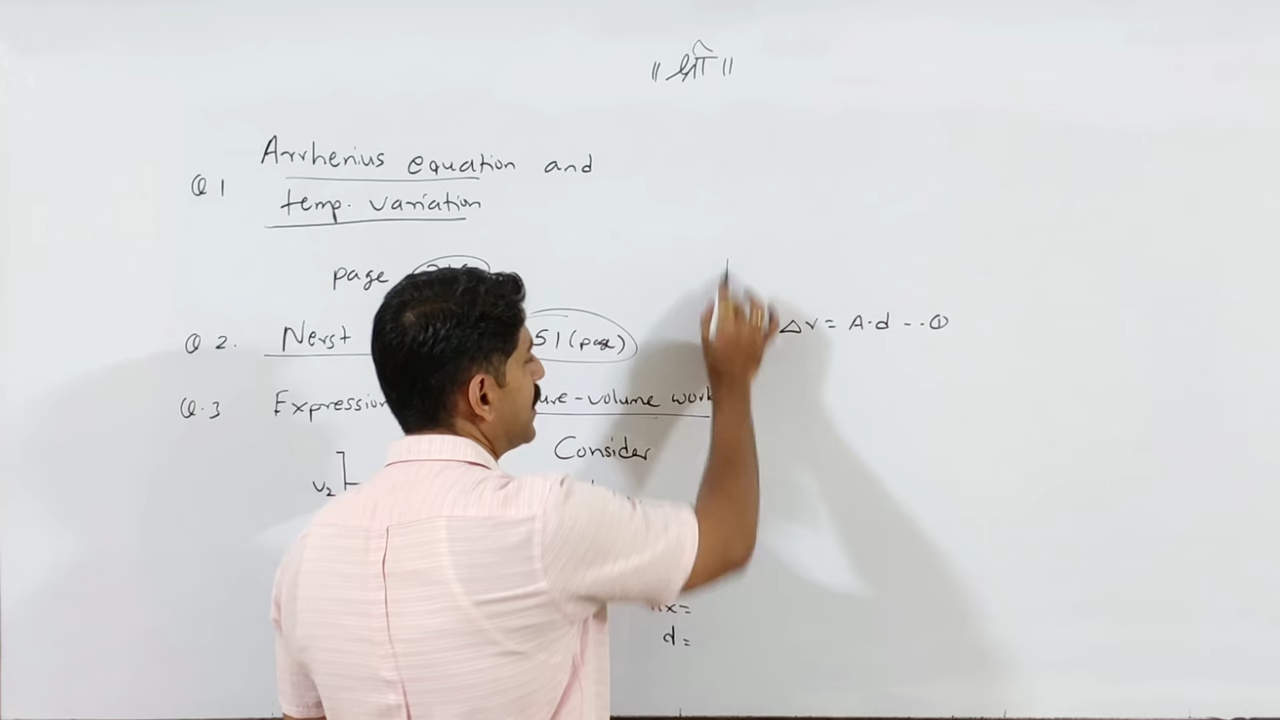 ॥ श्री ॥
Q 1 Arrhenius equation and
temp. variation
page
Q 2. Nerst 51 (page)
Q.3 Expression ure-volume work
Consider
V₂
Δv = A·d --①
x=
d=